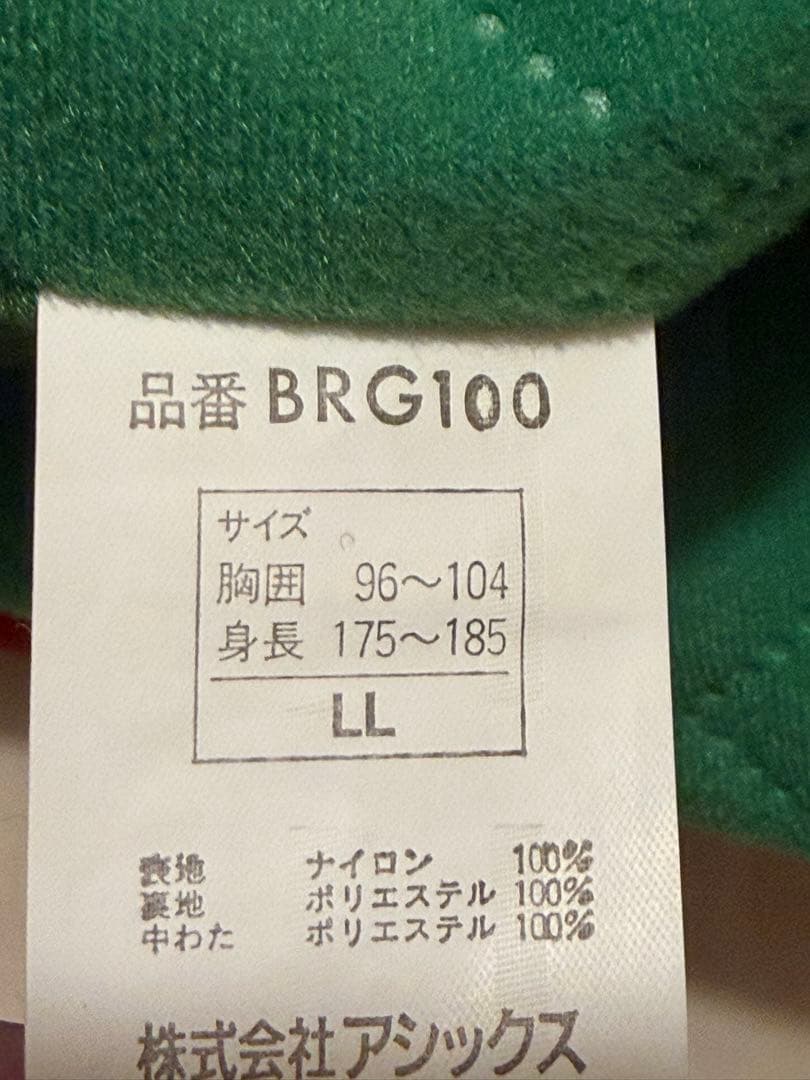 品番 BRG100
サイズ
胸囲 96～104
身長 175～185
LL
表地 ナイロン 100%
裏地 ポリエステル 100%
中わた ポリエステル 100%
株式会社アシックス